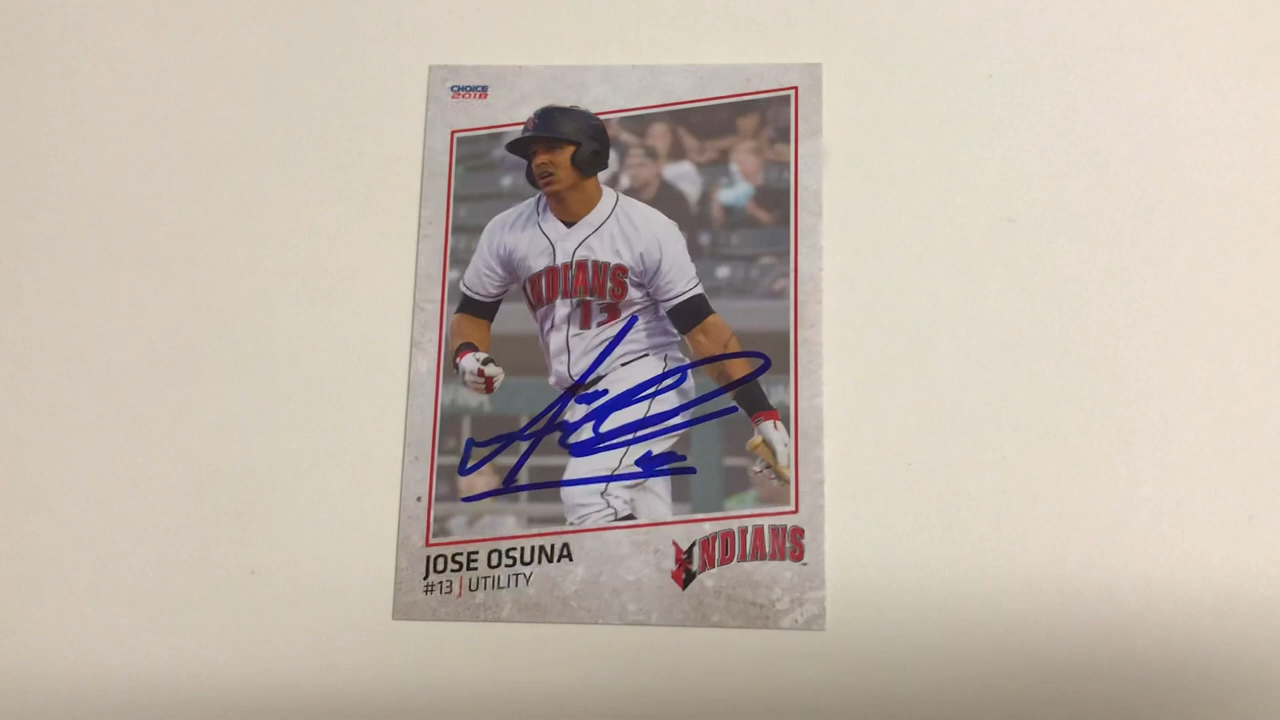 CHOICE
2018
INDIANS
13
JOSE OSUNA
#13 | UTILITY
INDIANS